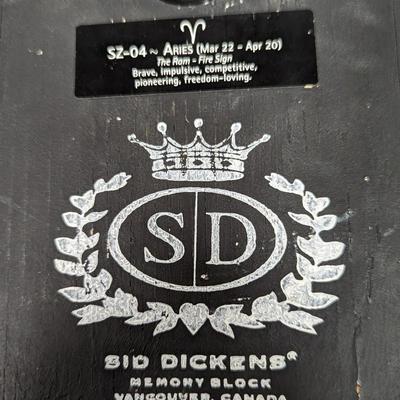 SZ-04 ~ ARIES (Mar 22 - Apr 20)
The Ram - Fire Sign
Brave, impulsive, competitive,
pioneering, freedom-loving.
S D
SID DICKENS®
MEMORY BLOCK
VANCOUVER, CANADA